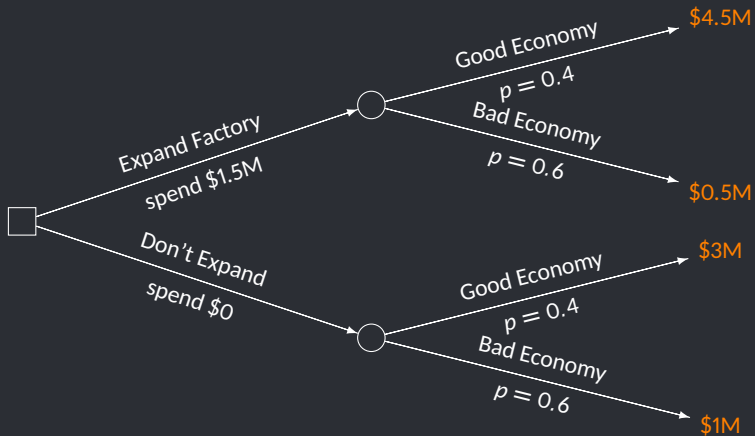 $4.5M
Good Economy
p = 0.4
Bad Economy
p = 0.6
$0.5M
Expand Factory
spend $1.5M
Don't Expand
spend $0
$3M
Good Economy
p = 0.4
Bad Economy
p = 0.6
$1M